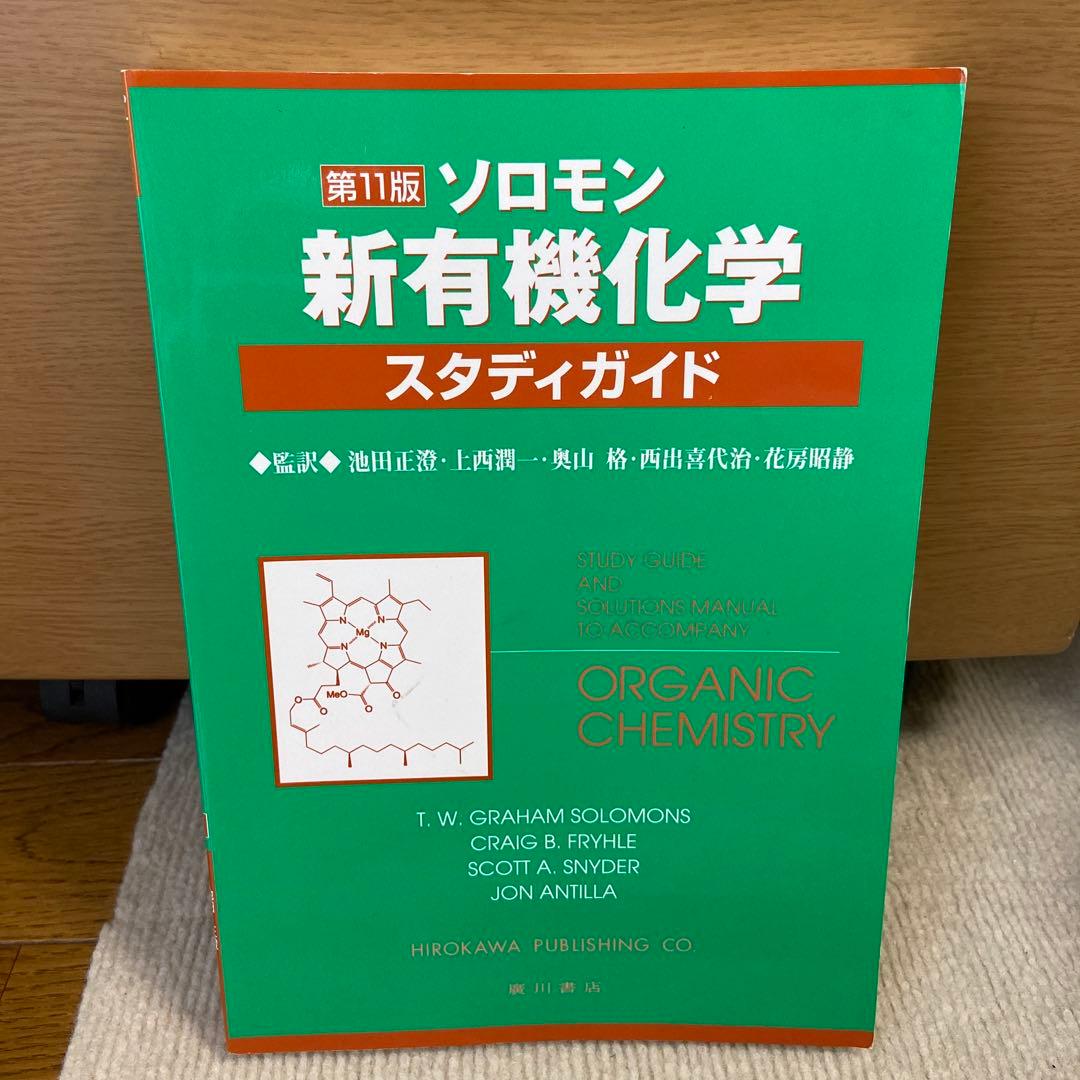 第11版 ソロモン
新有機化学
スタディガイド
◆監訳◆ 池田正澄・上西潤一・奥山 格・西出喜代治・花房昭静
STUDY GUIDE
AND
SOLUTIONS MANUAL
TO ACCOMPANY
ORGANIC
CHEMISTRY
N
N
Mg
N
N
MeO
O
O
O
O
O
T. W. GRAHAM SOLOMONS
CRAIG B. FRYHLE
SCOTT A. SNYDER
JON ANTILLA
HIROKAWA PUBLISHING CO.
廣川書店